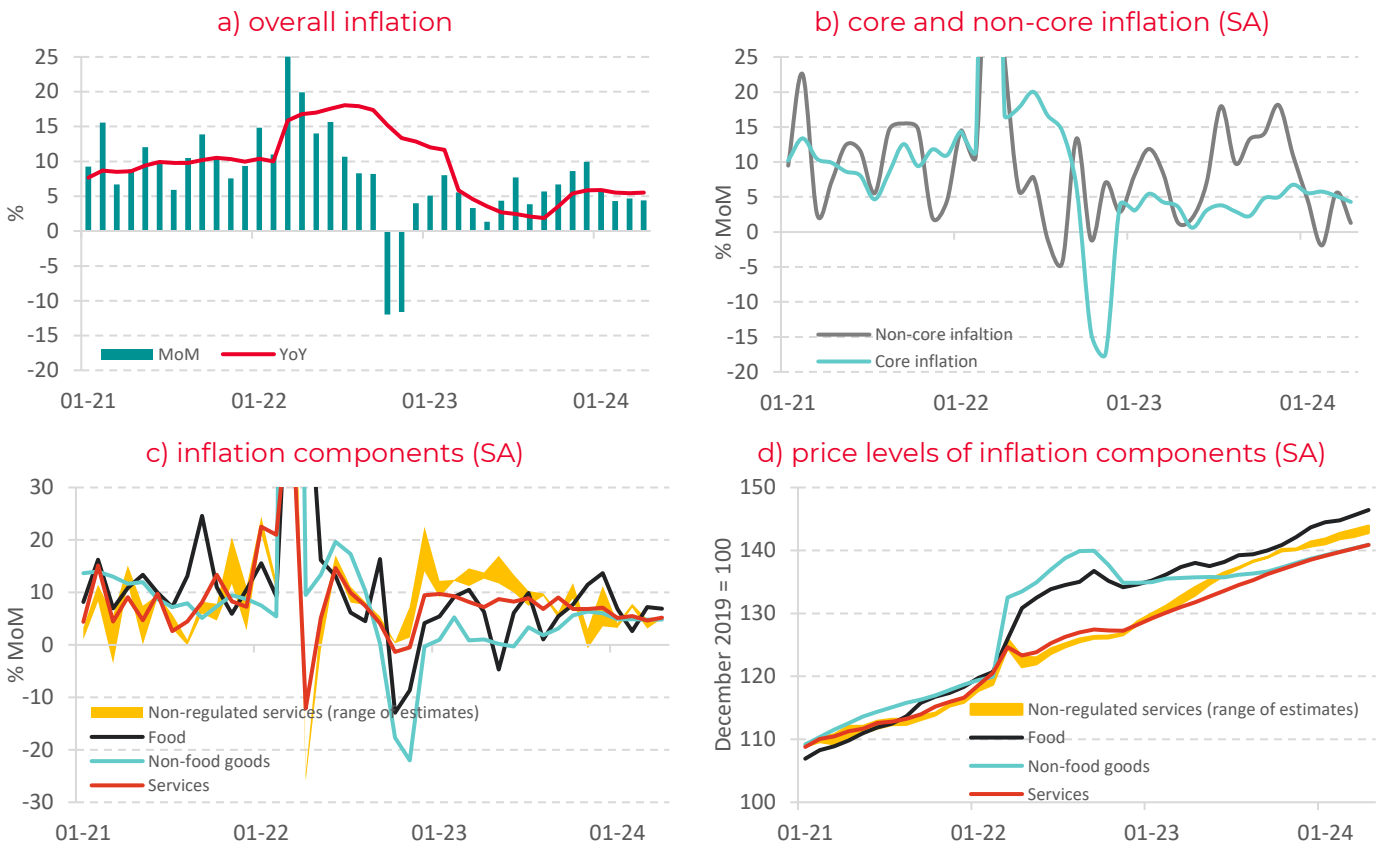 a) overall inflation
25
20
15
10
5
0
-5
-10
-15
-20
%
MoM
YoY
01-21
01-22
01-23
01-24
b) core and non-core inflation (SA)
25
20
15
10
5
0
-5
-10
-15
-20
% MoM
Non-core infaltion
Core inflation
01-21
01-22
01-23
01-24
c) inflation components (SA)
30
20
10
0
-10
-20
-30
% MoM
Non-regulated services (range of estimates)
Food
Non-food goods
Services
01-21
01-22
01-23
01-24
d) price levels of inflation components (SA)
150
140
130
120
110
100
December 2019 = 100
Non-regulated services (range of estimates)
Food
Non-food goods
Services
01-21
01-22
01-23
01-24